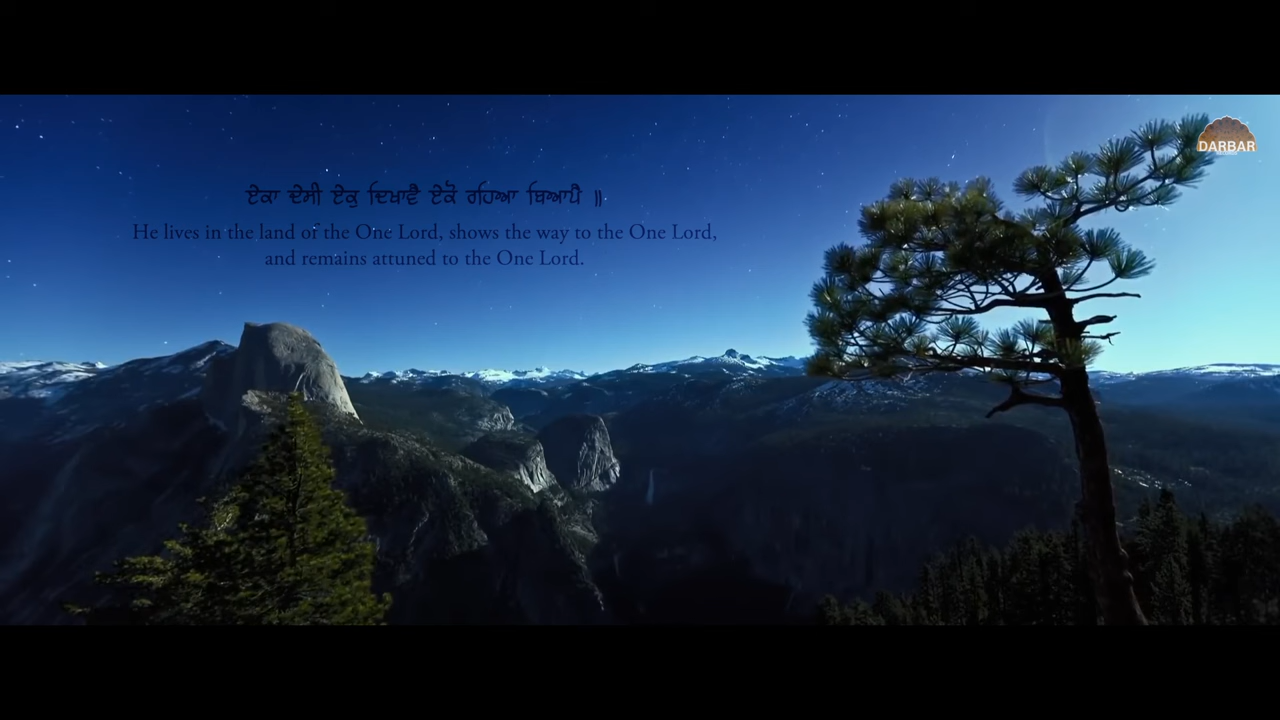 ਏਕਾ ਦੇਸੀ ਏਕੁ ਦਿਖਾਵੈ ਏਕੋ ਰਹਿਆ ਬਿਆਪੈ ॥
He lives in the land of the One Lord, shows the way to the One Lord,
and remains attuned to the One Lord.
DARBAR